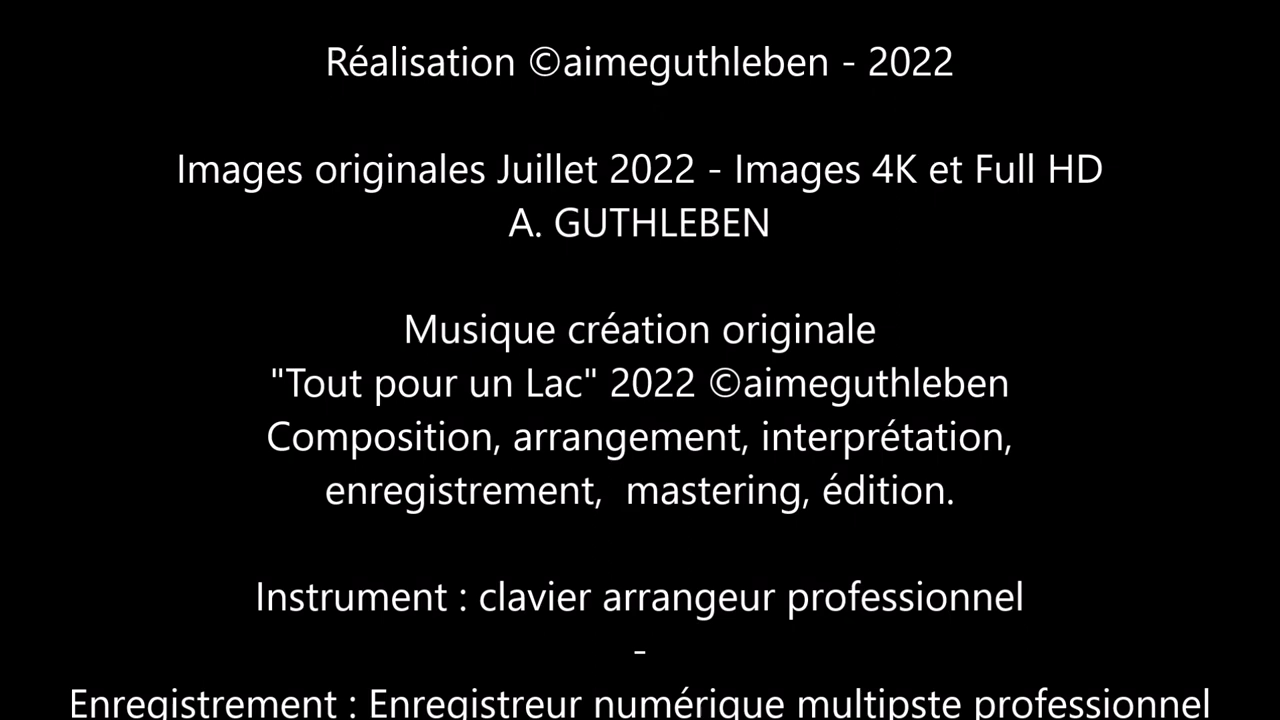 Réalisation ©aimeguthleben - 2022
Images originales Juillet 2022 - Images 4K et Full HD
A. GUTHLEBEN
Musique création originale
"Tout pour un Lac" 2022 ©aimeguthleben
Composition, arrangement, interprétation,
enregistrement,  mastering, édition.
Instrument : clavier arrangeur professionnel
-
Enregistrement : Enregistreur numérique multipste professionnel